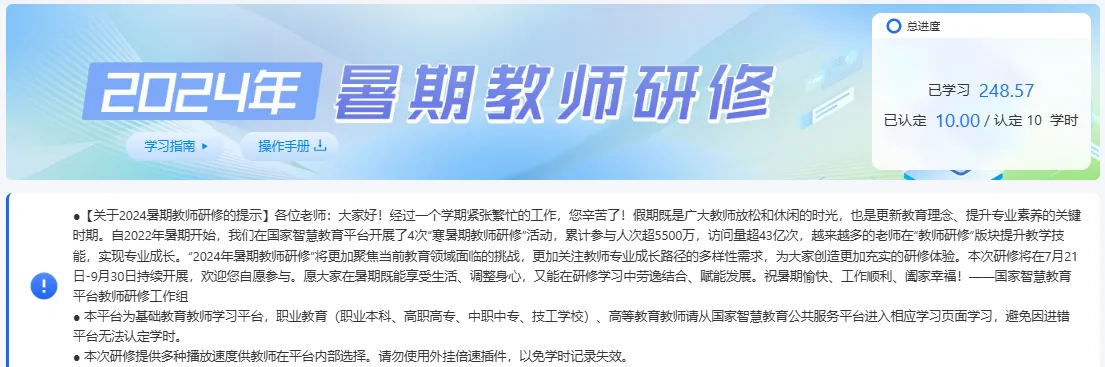 2024年 暑期教师研修
学习指南
操作手册
总进度
已学习 248.57
已认定 10.00 / 认定 10 学时
●【关于2024暑期教师研修的提示】各位老师：大家好！经过一个学期紧张繁忙的工作，您辛苦了！假期既是广大教师放松和休闲的时光，也是更新教育理念、提升专业素养的关键
时期。自2022年暑期开始，我们在国家智慧教育平台开展了4次“寒暑期教师研修”活动，累计参与人次超5500万，访问量超43亿次，越来越多的老师在“教师研修”版块提升教学技
能，实现专业成长。“2024年暑期教师研修”将更加聚焦当前教育领域面临的挑战，更加关注教师专业成长路径的多样性需求，为大家创造更加充实的研修体验。本次研修将在7月21
日-9月30日持续开展，欢迎您自愿参与。愿大家在暑期既能享受生活、调整身心，又能在研修学习中劳逸结合、赋能发展。祝暑期愉快、工作顺利、阖家幸福！——国家智慧教育
平台教师研修工作组
● 本平台为基础教育教师学习平台，职业教育（职业本科、高职高专、中职中专、技工学校）、高等教育教师请从国家智慧教育公共服务平台进入相应学习页面学习，避免因进错
平台无法认定学时。
● 本次研修提供多种播放速度供教师在平台内部选择。请勿使用外挂倍速插件，以免学时记录失效。